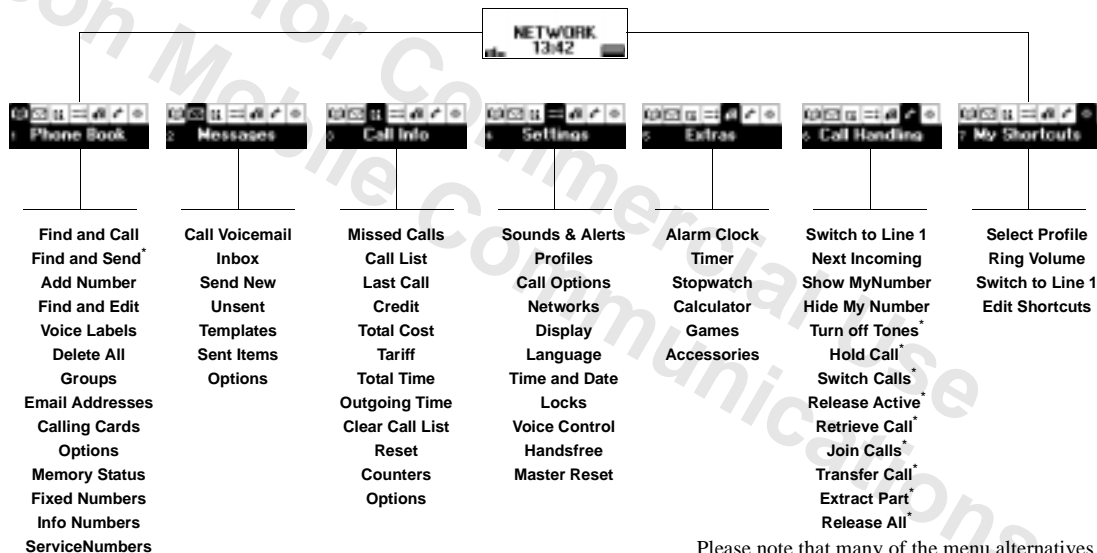 NETWORK
13:42
1 Phone Book
2 Messages
3 Call Info
4 Settings
5 Extras
6 Call Handling
7 My Shortcuts
Find and Call
Find and Send*
Add Number
Find and Edit
Voice Labels
Delete All
Groups
Email Addresses
Calling Cards
Options
Memory Status
Fixed Numbers
Info Numbers
ServiceNumbers
Call Voicemail
Inbox
Send New
Unsent
Templates
Sent Items
Options
Missed Calls
Call List
Last Call
Credit
Total Cost
Tariff
Total Time
Outgoing Time
Clear Call List
Reset
Counters
Options
Sounds & Alerts
Profiles
Call Options
Networks
Display
Language
Time and Date
Locks
Voice Control
Handsfree
Master Reset
Alarm Clock
Timer
Stopwatch
Calculator
Games
Accessories
Switch to Line 1
Next Incoming
Show MyNumber
Hide My Number
Turn off Tones*
Hold Call*
Switch Calls*
Release Active*
Retrieve Call*
Join Calls*
Transfer Call*
Extract Part*
Release All*
Select Profile
Ring Volume
Switch to Line 1
Edit Shortcuts
Please note that many of the menu alternatives
for Commercial Use
on Mobile Communications